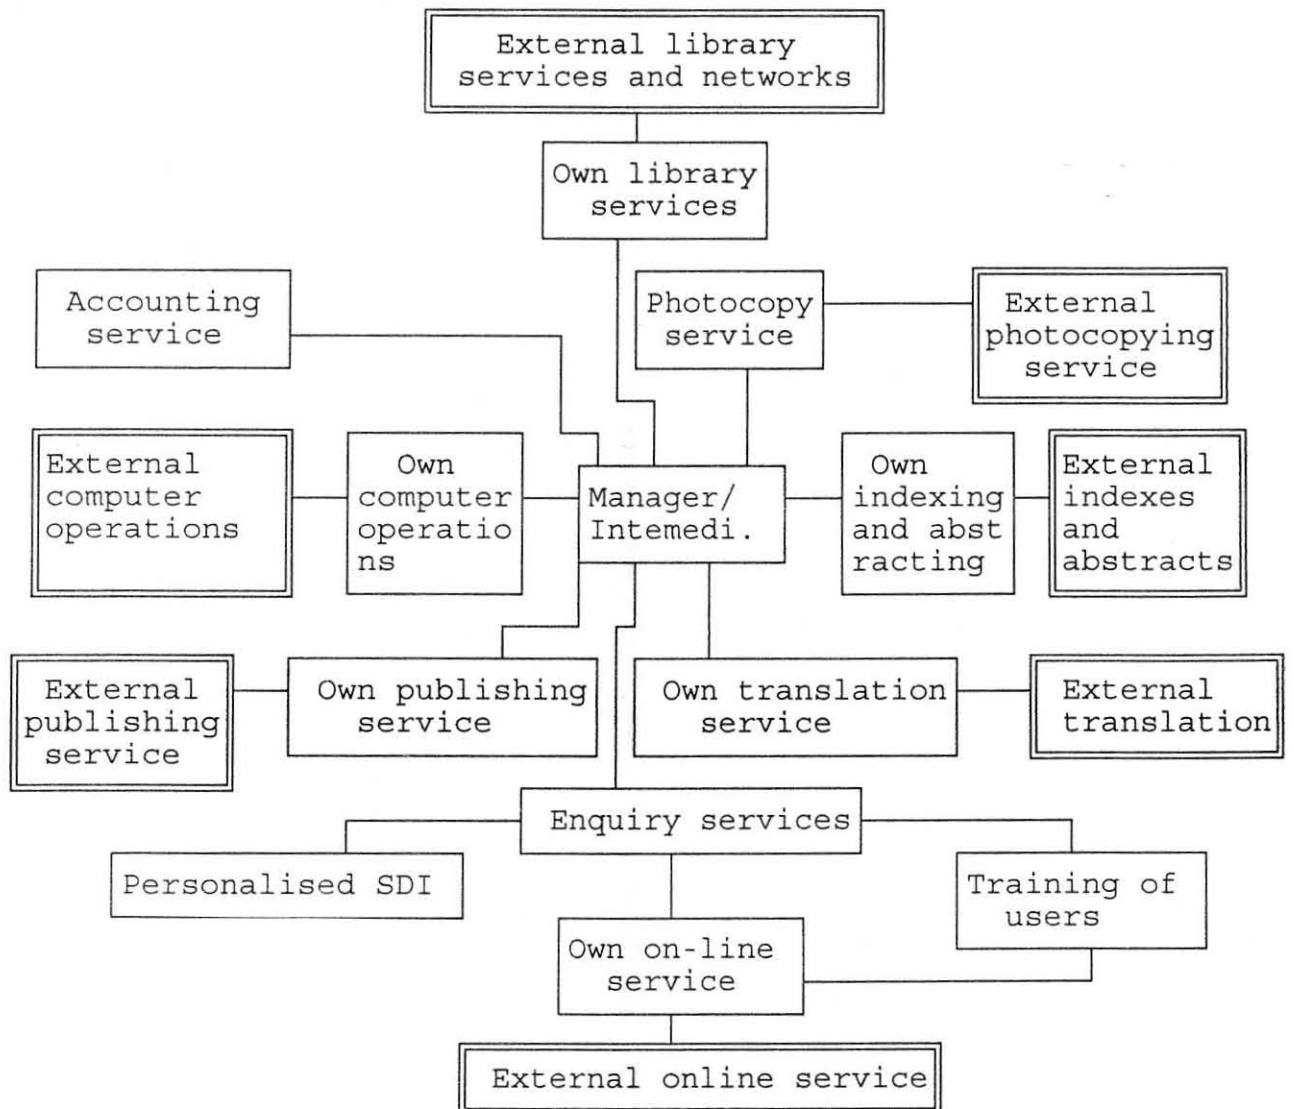 External library
services and networks
Own library
services
Accounting
service
Photocopy
service
External
photocopying
service
External
computer
operations
Own
computer
operatio
ns
Manager/
Intemedi.
Own
indexing
and abst
racting
External
indexes
and
abstracts
External
publishing
service
Own publishing
service
Own translation
service
External
translation
Enquiry services
Personalised SDI
Training of
users
Own on-line
service
External online service